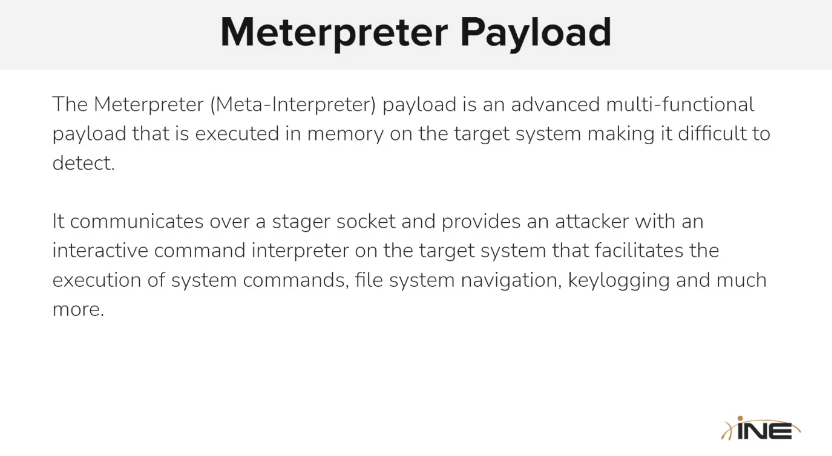 Meterpreter Payload
The Meterpreter (Meta-Interpreter) payload is an advanced multi-functional
payload that is executed in memory on the target system making it difficult to
detect.
It communicates over a stager socket and provides an attacker with an
interactive command interpreter on the target system that facilitates the
execution of system commands, file system navigation, keylogging and much
more.
iNE